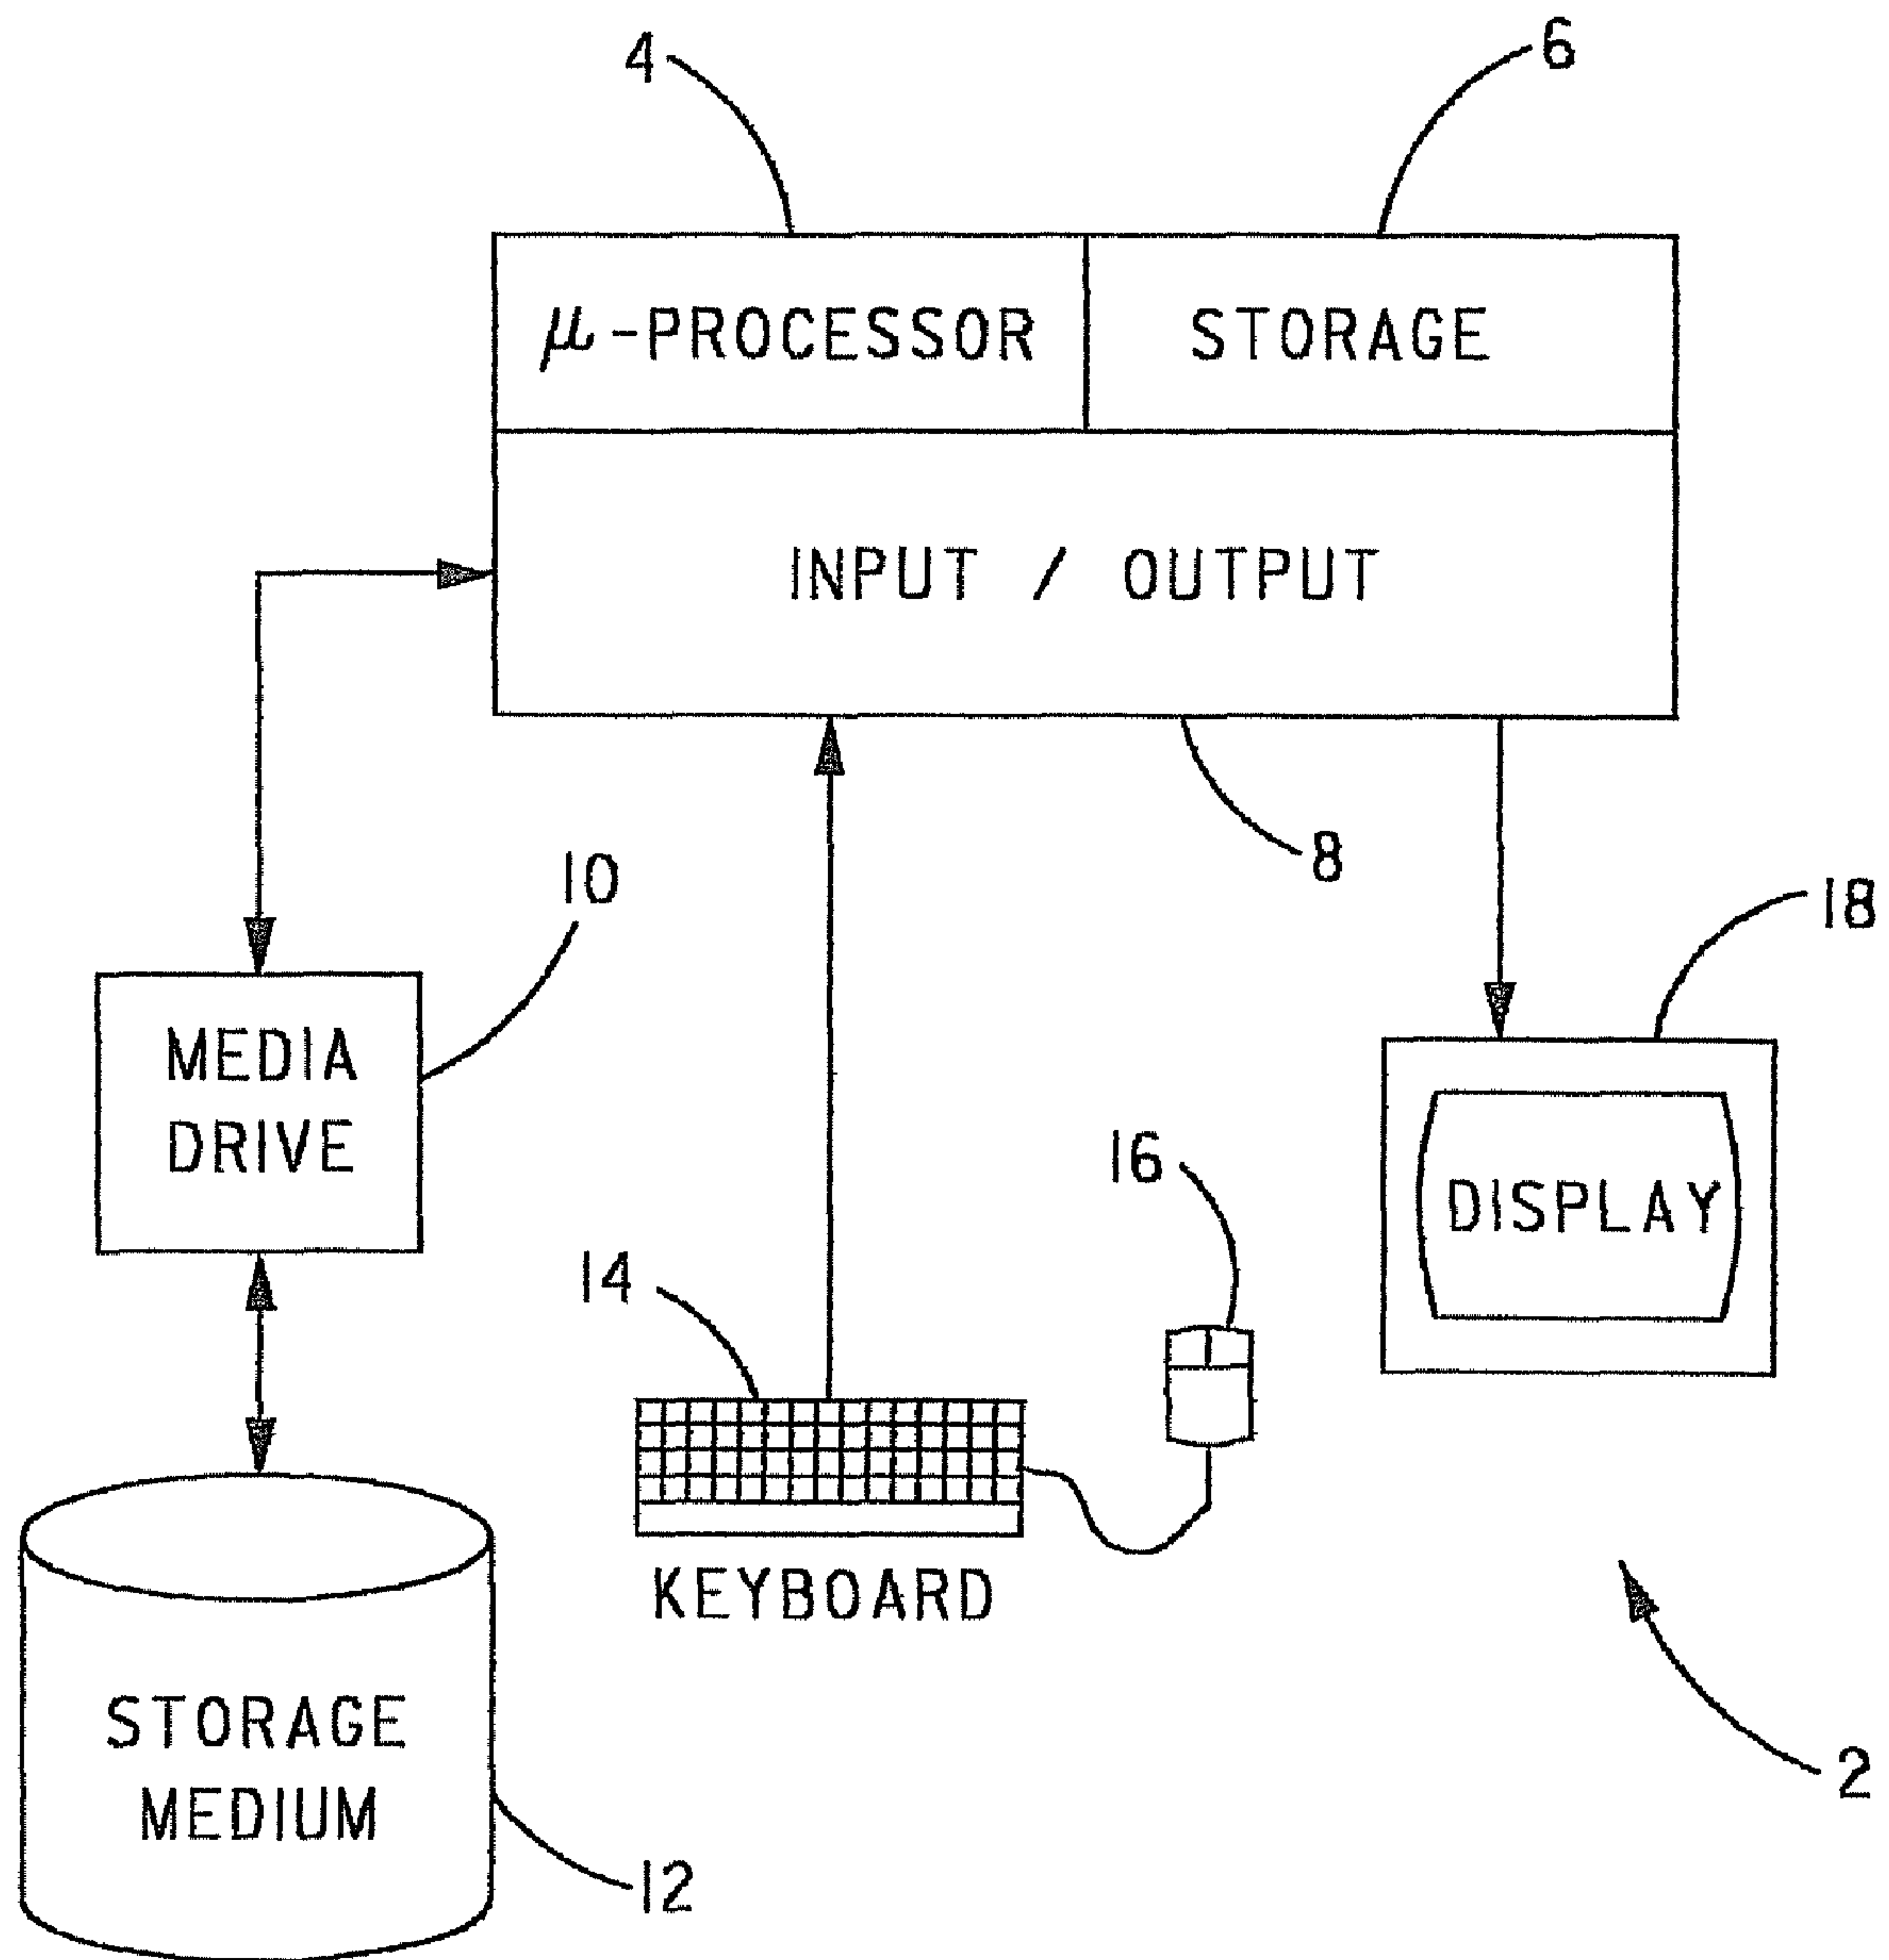 4
6
μ-PROCESSOR
STORAGE
INPUT / OUTPUT
8
10
18
MEDIA
DRIVE
16
DISPLAY
14
KEYBOARD
STORAGE
MEDIUM
2
12